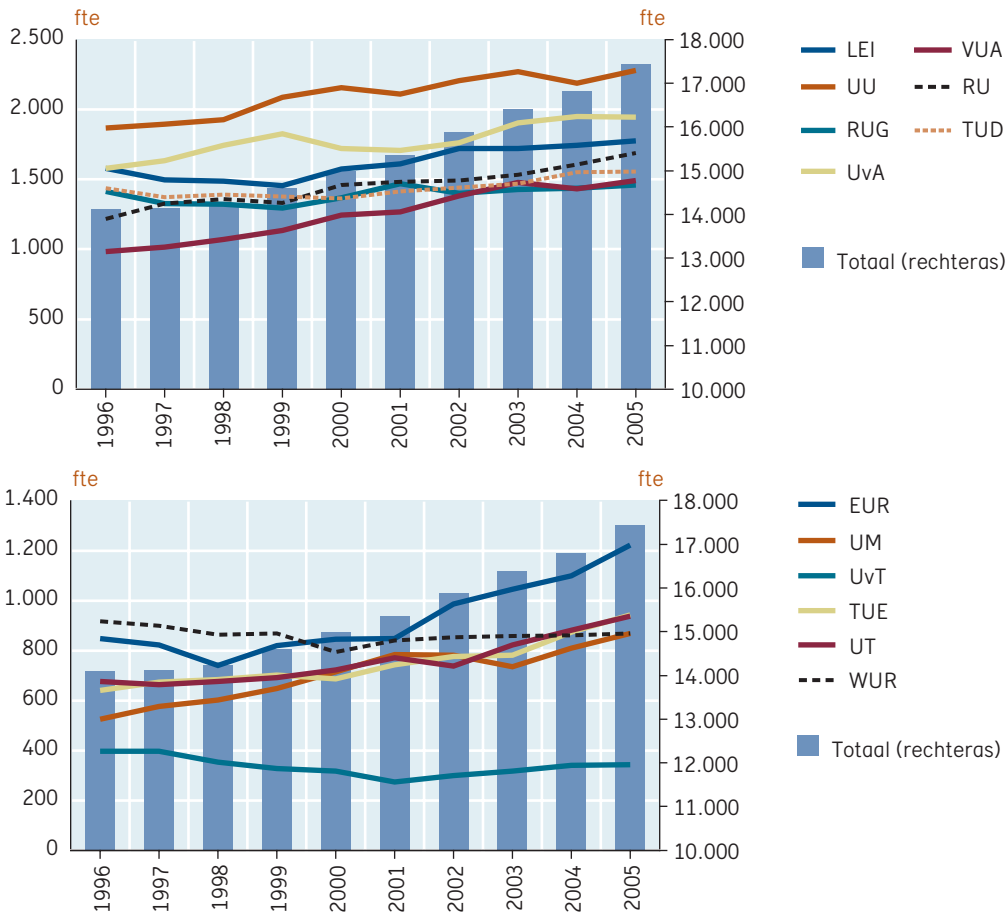 fte
fte
2.500
2.000
1.500
1.000
500
0
18.000
17.000
16.000
15.000
14.000
13.000
12.000
11.000
10.000
1996
1997
1998
1999
2000
2001
2002
2003
2004
2005
LEI
VUA
UU
RU
RUG
TUD
UvA
Totaal (rechteras)
fte
fte
1.400
1.200
1.000
800
600
400
200
0
18.000
17.000
16.000
15.000
14.000
13.000
12.000
11.000
10.000
1996
1997
1998
1999
2000
2001
2002
2003
2004
2005
EUR
UM
UvT
TUE
UT
WUR
Totaal (rechteras)